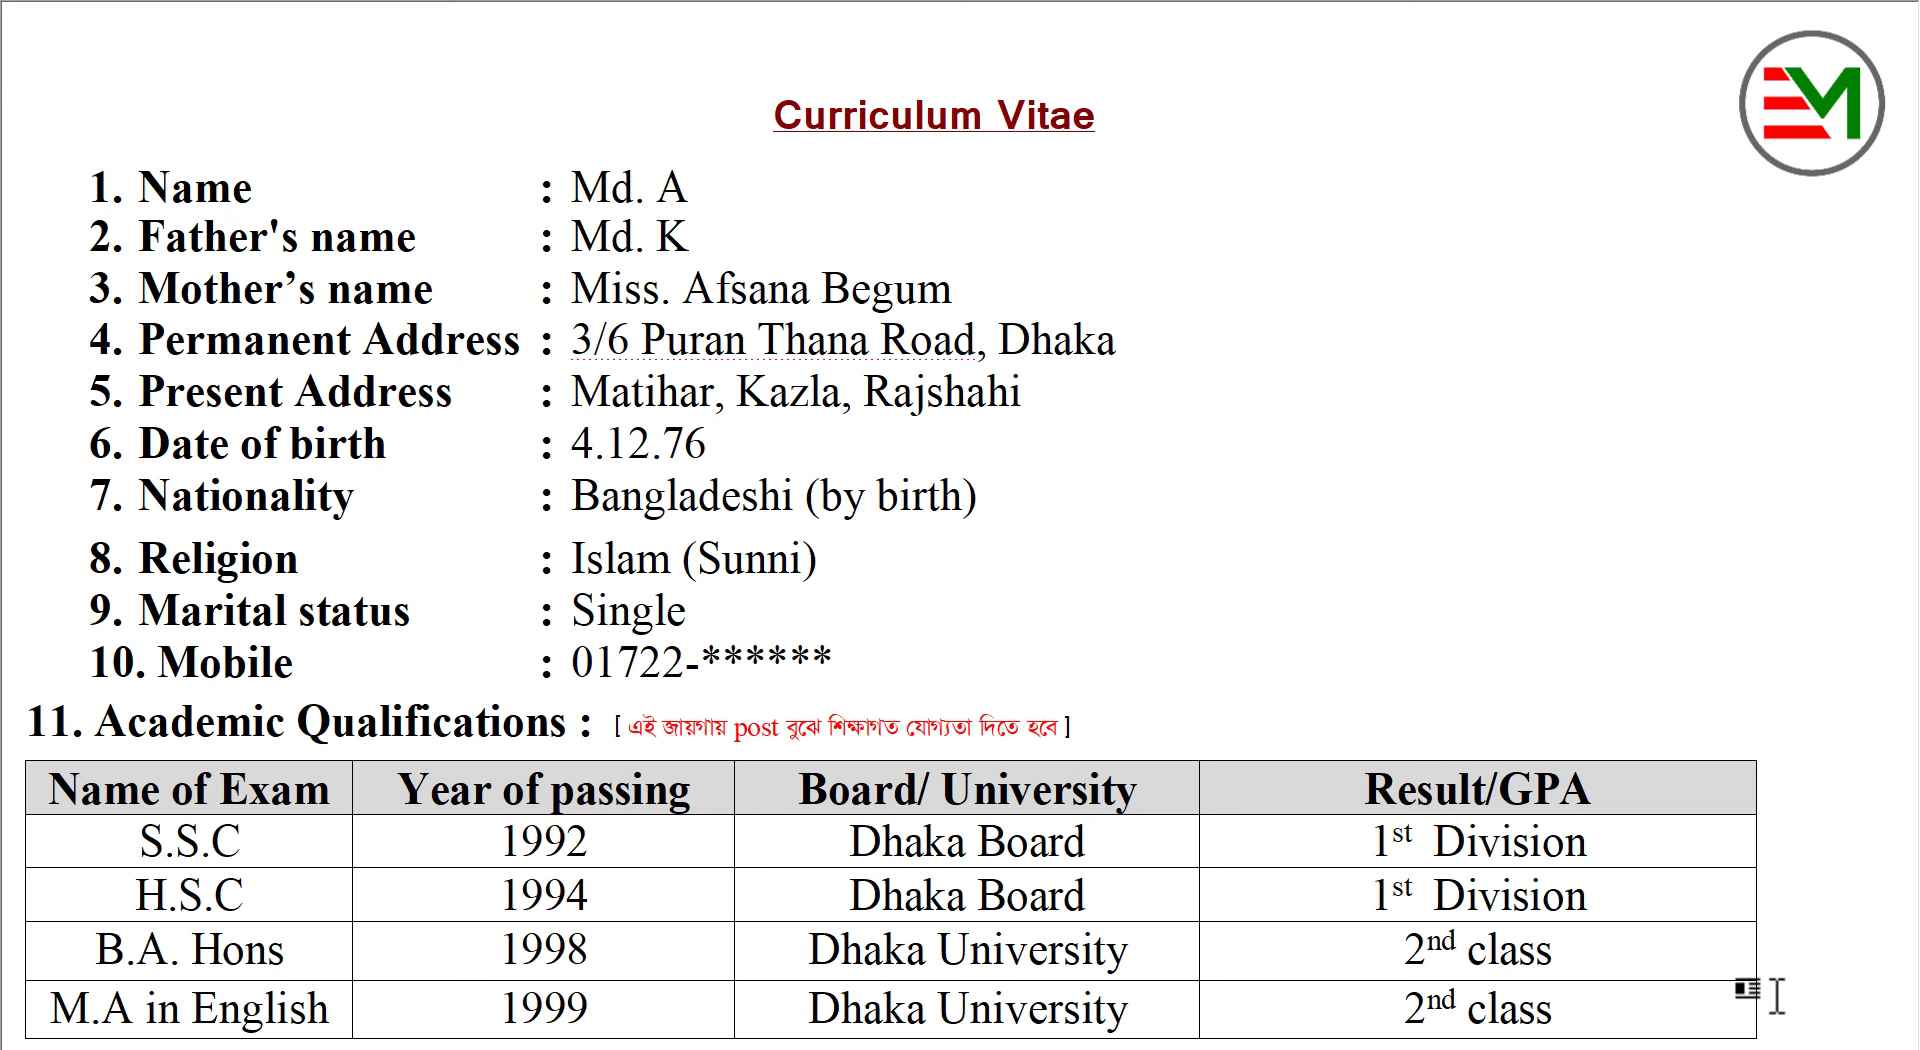 EM
Curriculum Vitae
1. Name : Md. A
2. Father's name : Md. K
3. Mother’s name : Miss. Afsana Begum
4. Permanent Address : 3/6 Puran Thana Road, Dhaka
5. Present Address : Matihar, Kazla, Rajshahi
6. Date of birth : 4.12.76
7. Nationality : Bangladeshi (by birth)
8. Religion : Islam (Sunni)
9. Marital status : Single
10. Mobile : 01722-******
11. Academic Qualifications : [ এই জায়গায় post বুঝে শিক্ষাগত যোগ্যতা দিতে হবে ]
Name of Exam Year of passing Board/ University Result/GPA
S.S.C 1992 Dhaka Board 1st Division
H.S.C 1994 Dhaka Board 1st Division
B.A. Hons 1998 Dhaka University 2nd class
M.A in English 1999 Dhaka University 2nd class